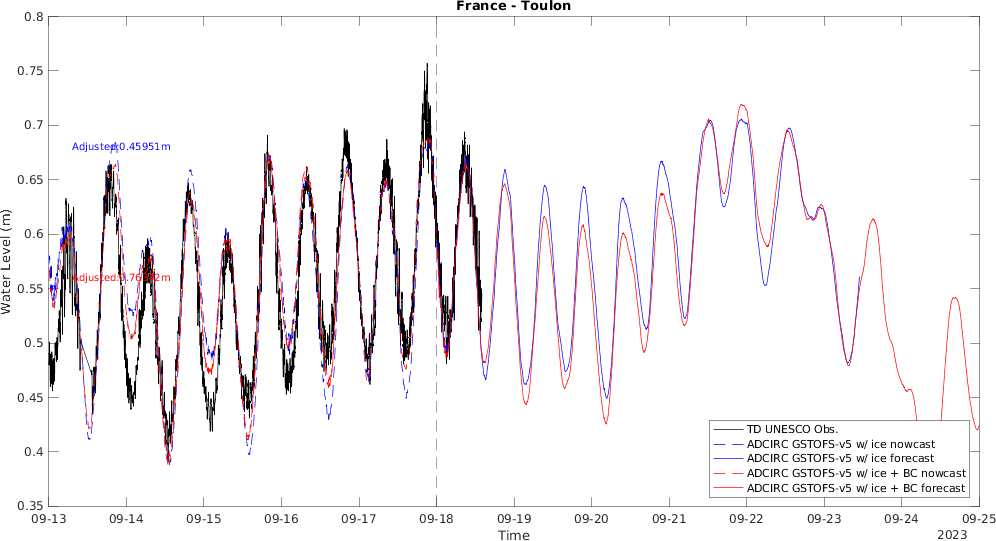 France - Toulon
Water Level (m)
0.8
0.75
0.7
0.65
0.6
0.55
0.5
0.45
0.4
0.35
Adjusted:0.45951m
TD UNESCO Obs.
ADCIRC GSTOFS-v5 w/ ice nowcast
ADCIRC GSTOFS-v5 w/ ice forecast
ADCIRC GSTOFS-v5 w/ ice + BC nowcast
ADCIRC GSTOFS-v5 w/ ice + BC forecast
09-13 09-14 09-15 09-16 09-17 09-18 09-19 09-20 09-21 09-22 09-23 09-24 09-25
Time
2023